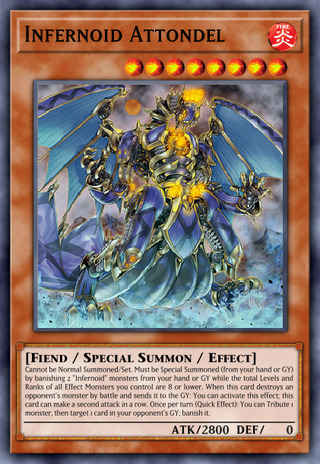 INFERNOID ATTONDEL
FIRE
炎
[FIEND / SPECIAL SUMMON / EFFECT]
Cannot be Normal Summoned/Set. Must be Special Summoned (from your hand or GY)
by banishing 2 "Infernoid" monsters from your hand or GY while the total Levels and
Ranks of all Effect Monsters you control are 8 or lower. When this card destroys an
opponent's monster by battle and sends it to the GY: You can activate this effect; this
card can make a second attack in a row. Once per turn (Quick Effect): You can Tribute 1
monster, then target 1 card in your opponent's GY; banish it.
ATK/2800 DEF/ 0